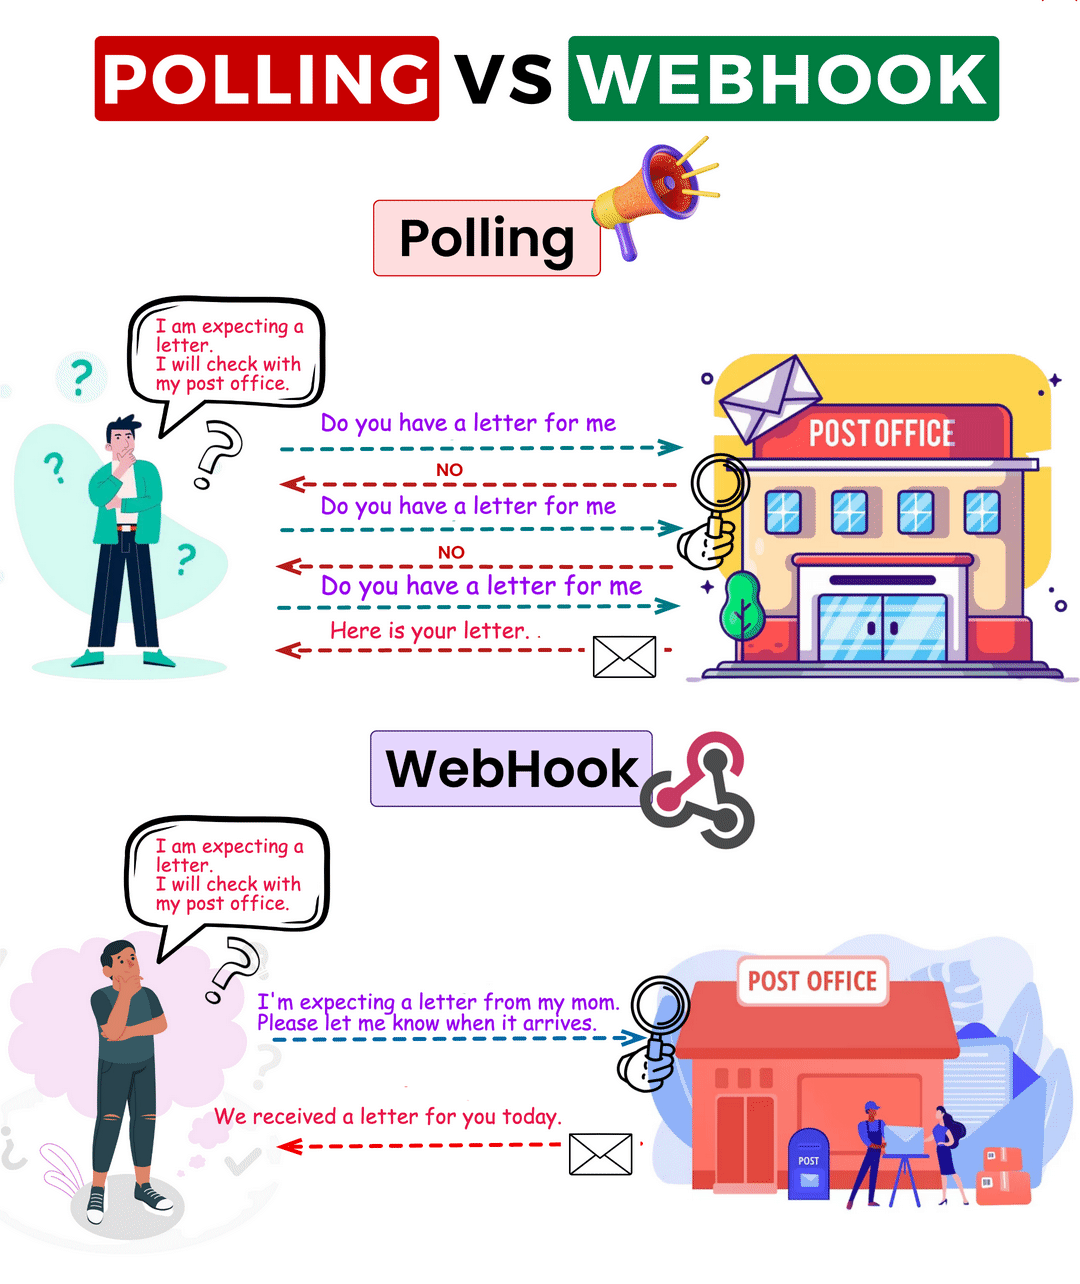 POLLING VS WEBHOOK
Polling
I am expecting a
letter.
I will check with
my post office.
POST OFFICE
Do you have a letter for me
NO
Do you have a letter for me
NO
Do you have a letter for me
Here is your letter. .
WebHook
I am expecting a
letter.
I will check with
my post office.
POST OFFICE
I'm expecting a letter from my mom.
Please let me know when it arrives.
We received a letter for you today.
POST